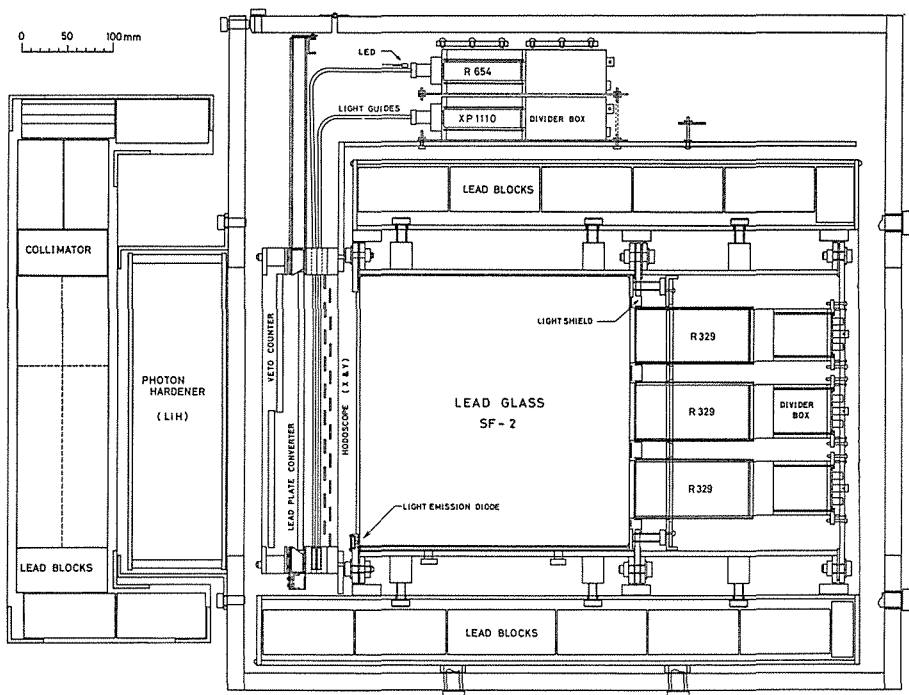 0 50 100 mm
LED
R 654
LIGHT GUIDES
XP 1110
DIVIDER BOX
LEAD BLOCKS
COLLIMATOR
LIGHT SHIELD
R 329
VETO COUNTER
LEAD PLATE CONVERTER
HODOSCOPE ( X & Y )
PHOTON
HARDENER
( LiH )
LEAD GLASS
SF - 2
R 329
DIVIDER
BOX
R 329
LIGHT EMISSION DIODE
LEAD BLOCKS
LEAD BLOCKS